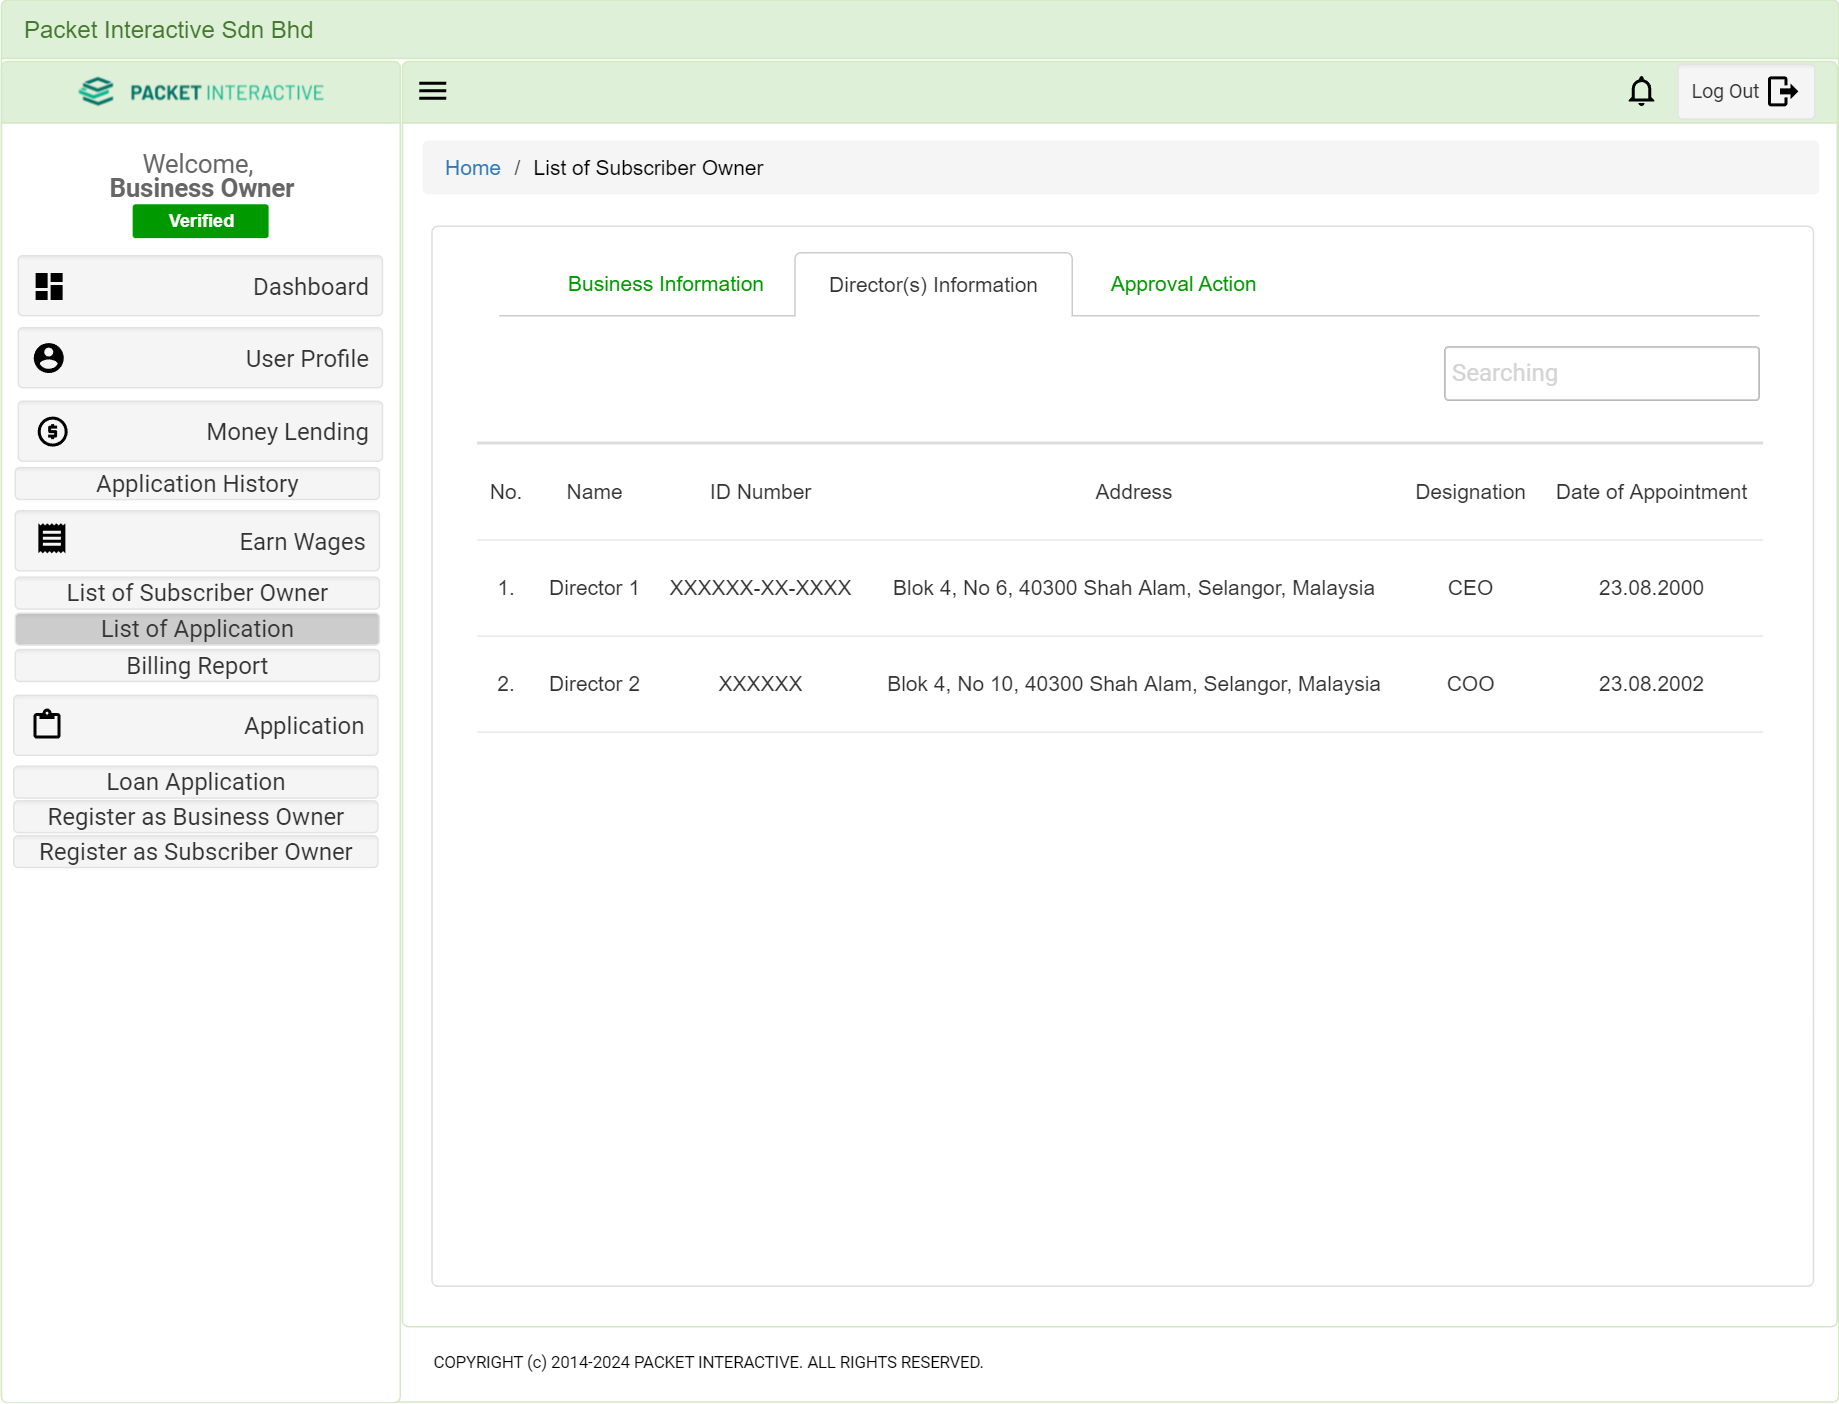 Packet Interactive Sdn Bhd
PACKET INTERACTIVE
Log Out
Welcome,
Business Owner
Verified
Dashboard
User Profile
Money Lending
Application History
Earn Wages
List of Subscriber Owner
List of Application
Billing Report
Application
Loan Application
Register as Business Owner
Register as Subscriber Owner
Home / List of Subscriber Owner
Business Information Director(s) Information Approval Action
Searching
No. Name ID Number Address Designation Date of Appointment
1. Director 1 XXXXXX-XX-XXXX Blok 4, No 6, 40300 Shah Alam, Selangor, Malaysia CEO 23.08.2000
2. Director 2 XXXXXX Blok 4, No 10, 40300 Shah Alam, Selangor, Malaysia COO 23.08.2002
COPYRIGHT (c) 2014-2024 PACKET INTERACTIVE. ALL RIGHTS RESERVED.